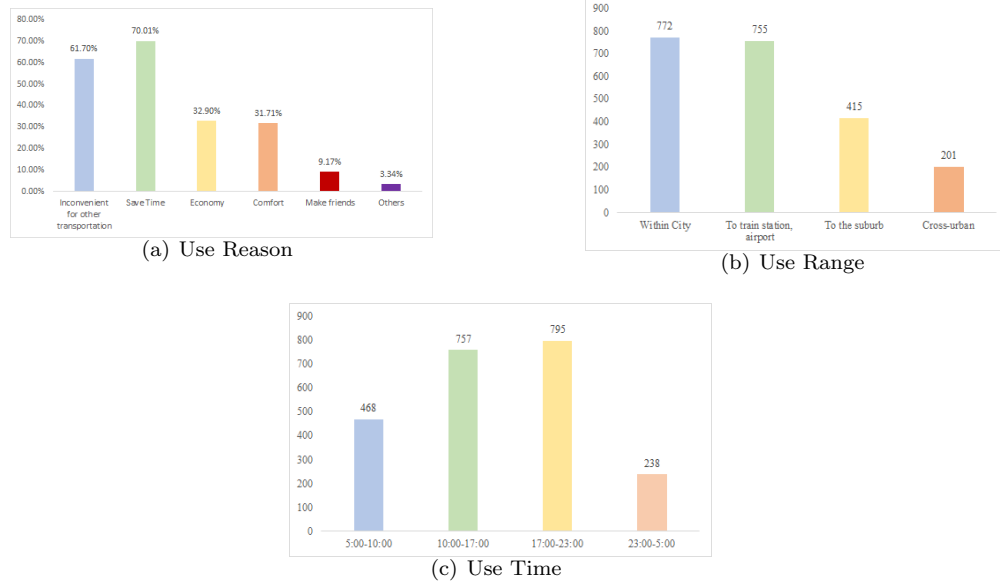 80.00%
70.00%
60.00%
50.00%
40.00%
30.00%
20.00%
10.00%
0.00%
61.70%
70.01%
32.90%
31.71%
9.17%
3.34%
Inconvenient
for other
transportation
Save Time
Economy
Comfort
Make friends
Others
(a) Use Reason
900
800
700
600
500
400
300
200
100
0
772
755
415
201
Within City
To train station,
airport
To the suburb
Cross-urban
(b) Use Range
900
800
700
600
500
400
300
200
100
0
468
757
795
238
5:00-10:00
10:00-17:00
17:00-23:00
23:00-5:00
(c) Use Time